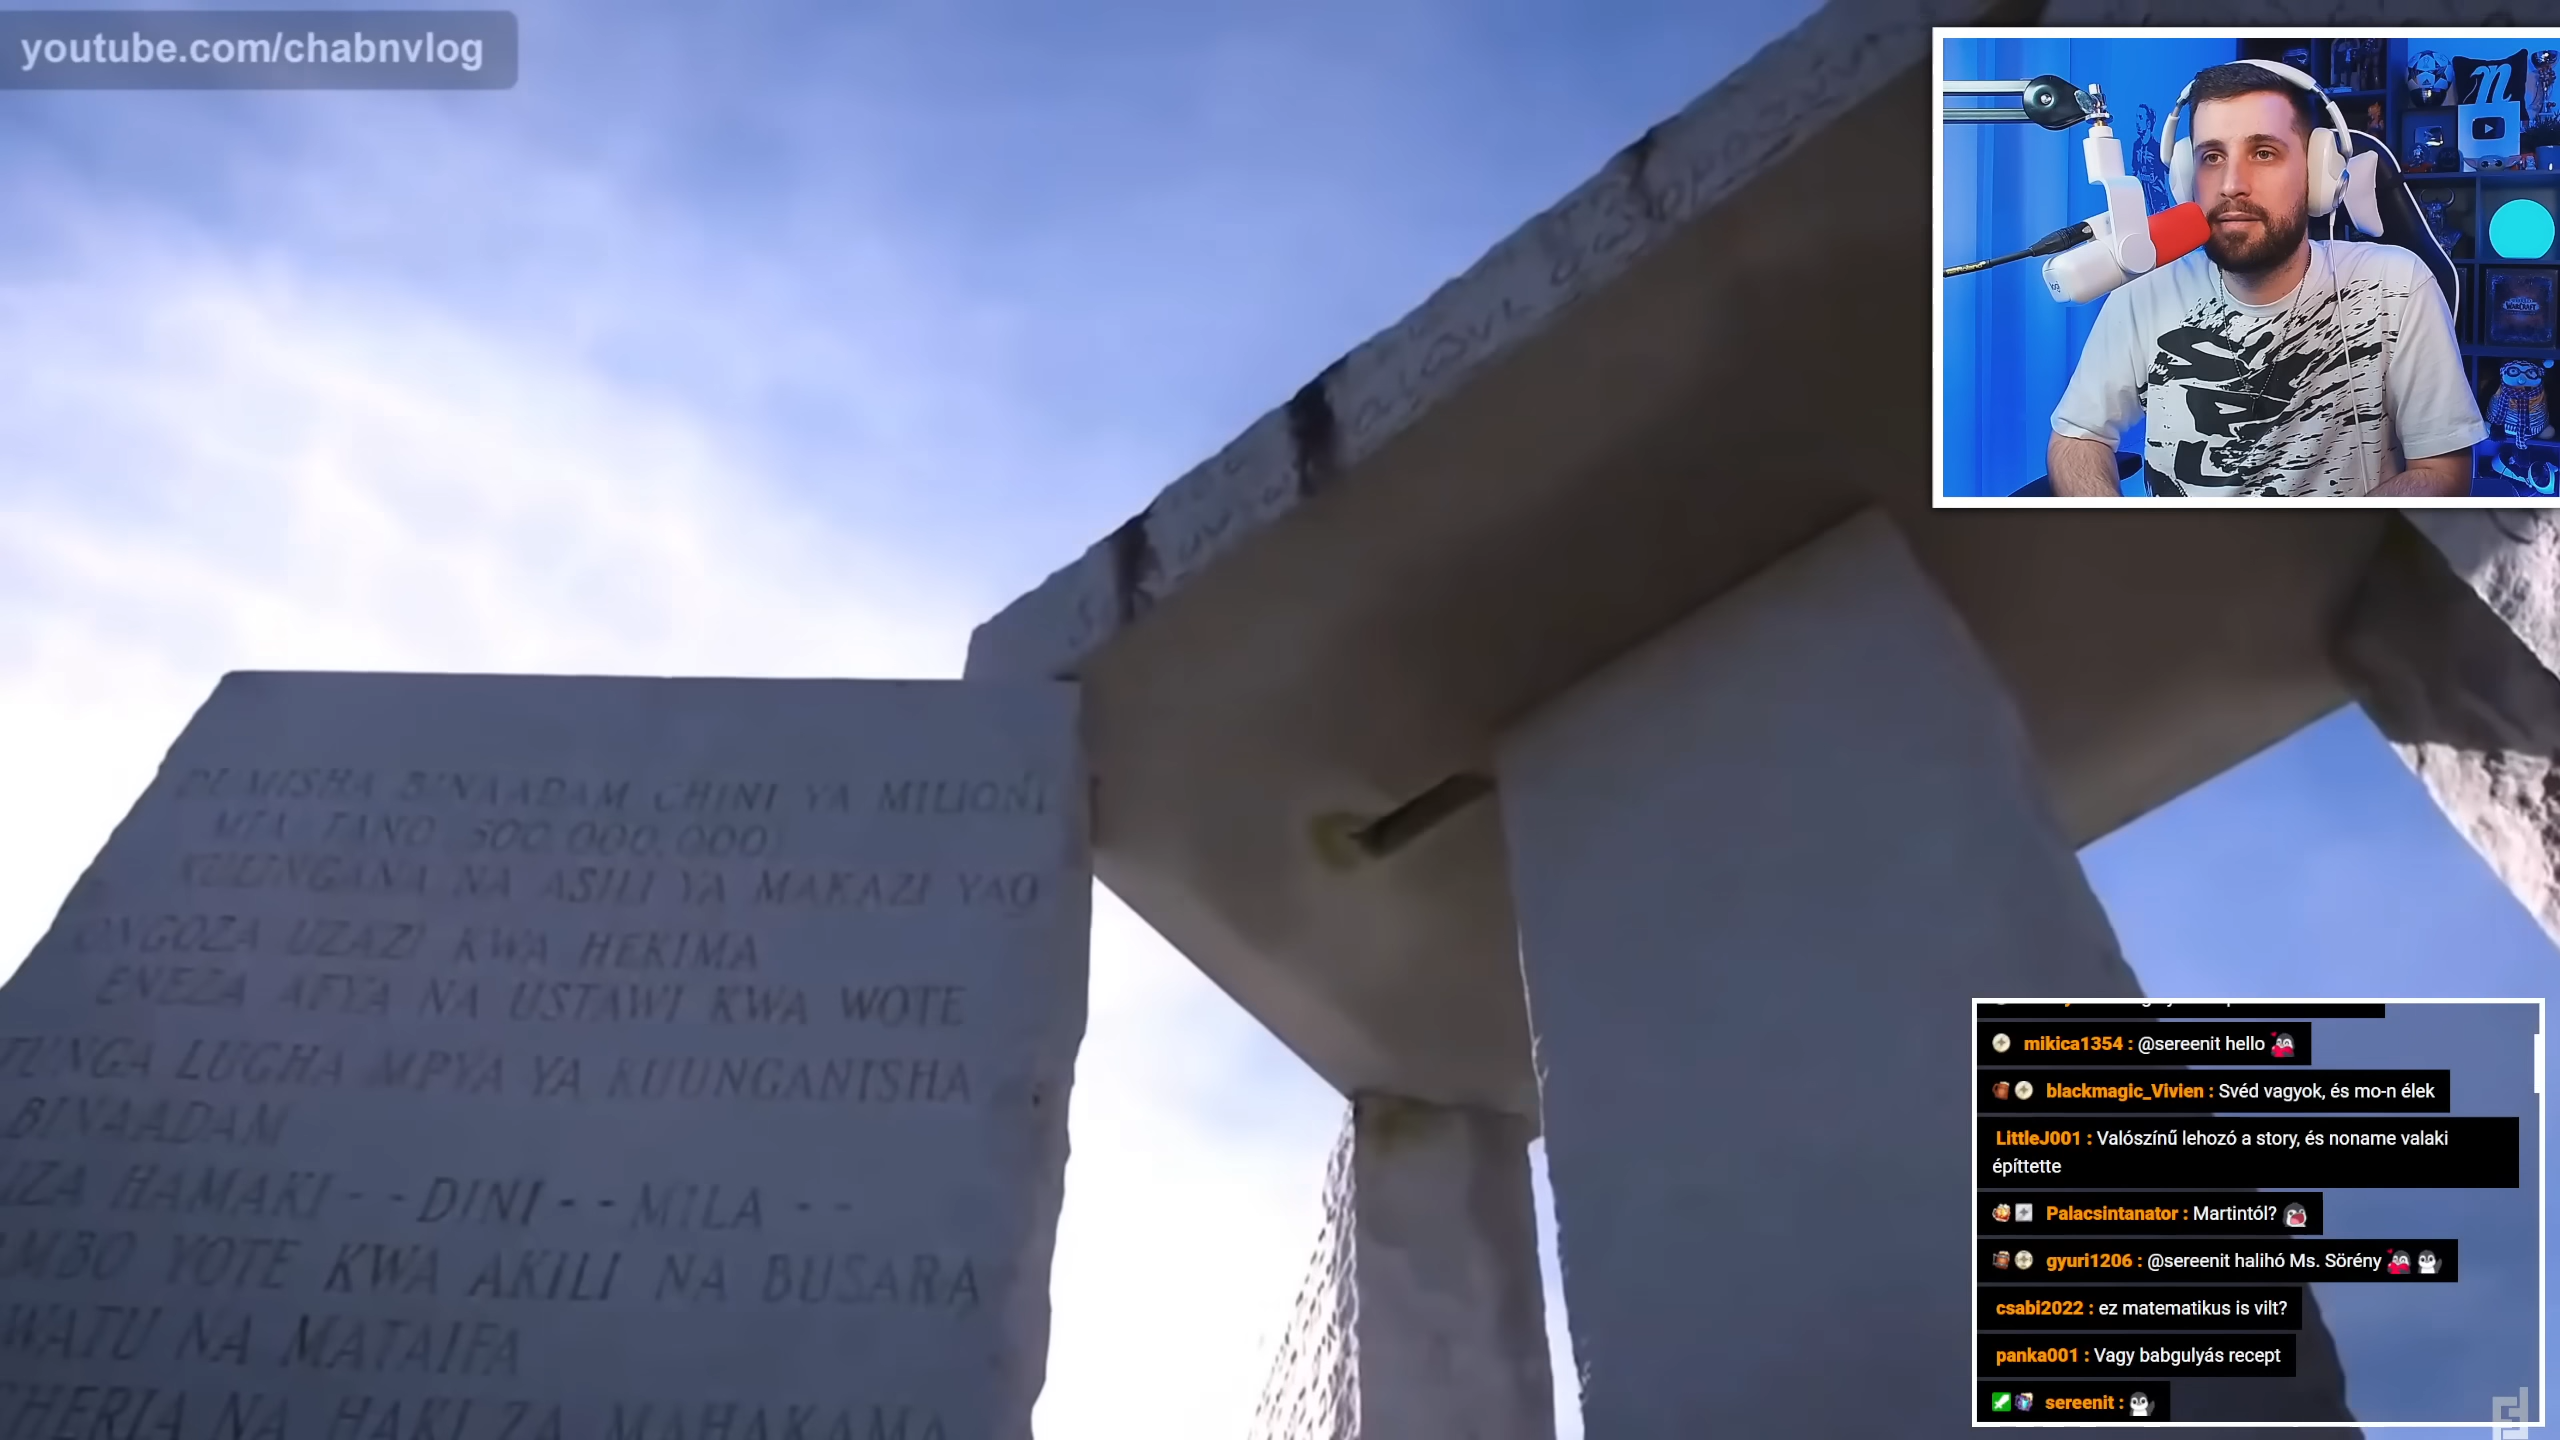 youtube.com/chabnvlog
DUMISHA BINAADAM CHINI YA MILIONI
MIA TANO 500,000,000
KUUNGANA NA ASILI YA MAKAZI YAO
ONGOZA UZAZI KWA HEKIMA
ENEZA AFYA NA USTAWI KWA WOTE
TUNGA LUGHA MPYA YA KUUNGANISHA
BINAADAM
IZA HAMAKI - - DINI - - MILA - -
MBO YOTE KWA AKILI NA BUSARA
WATU NA MATAIFA
SHERIA NA HAKI ZA MAHAKAMA
mikica1354 : @sereenit hello
blackmagic_Vivien : Svéd vagyok, és mo-n élek
LittleJ001 : Valószínű lehozó a story, és noname valaki
építtette
Palacsintanator : Martintól?
gyuri1206 : @sereenit halihó Ms. Sörény
csabi2022 : ez matematikus is vilt?
panka001 : Vagy babgulyás recept
sereenit :